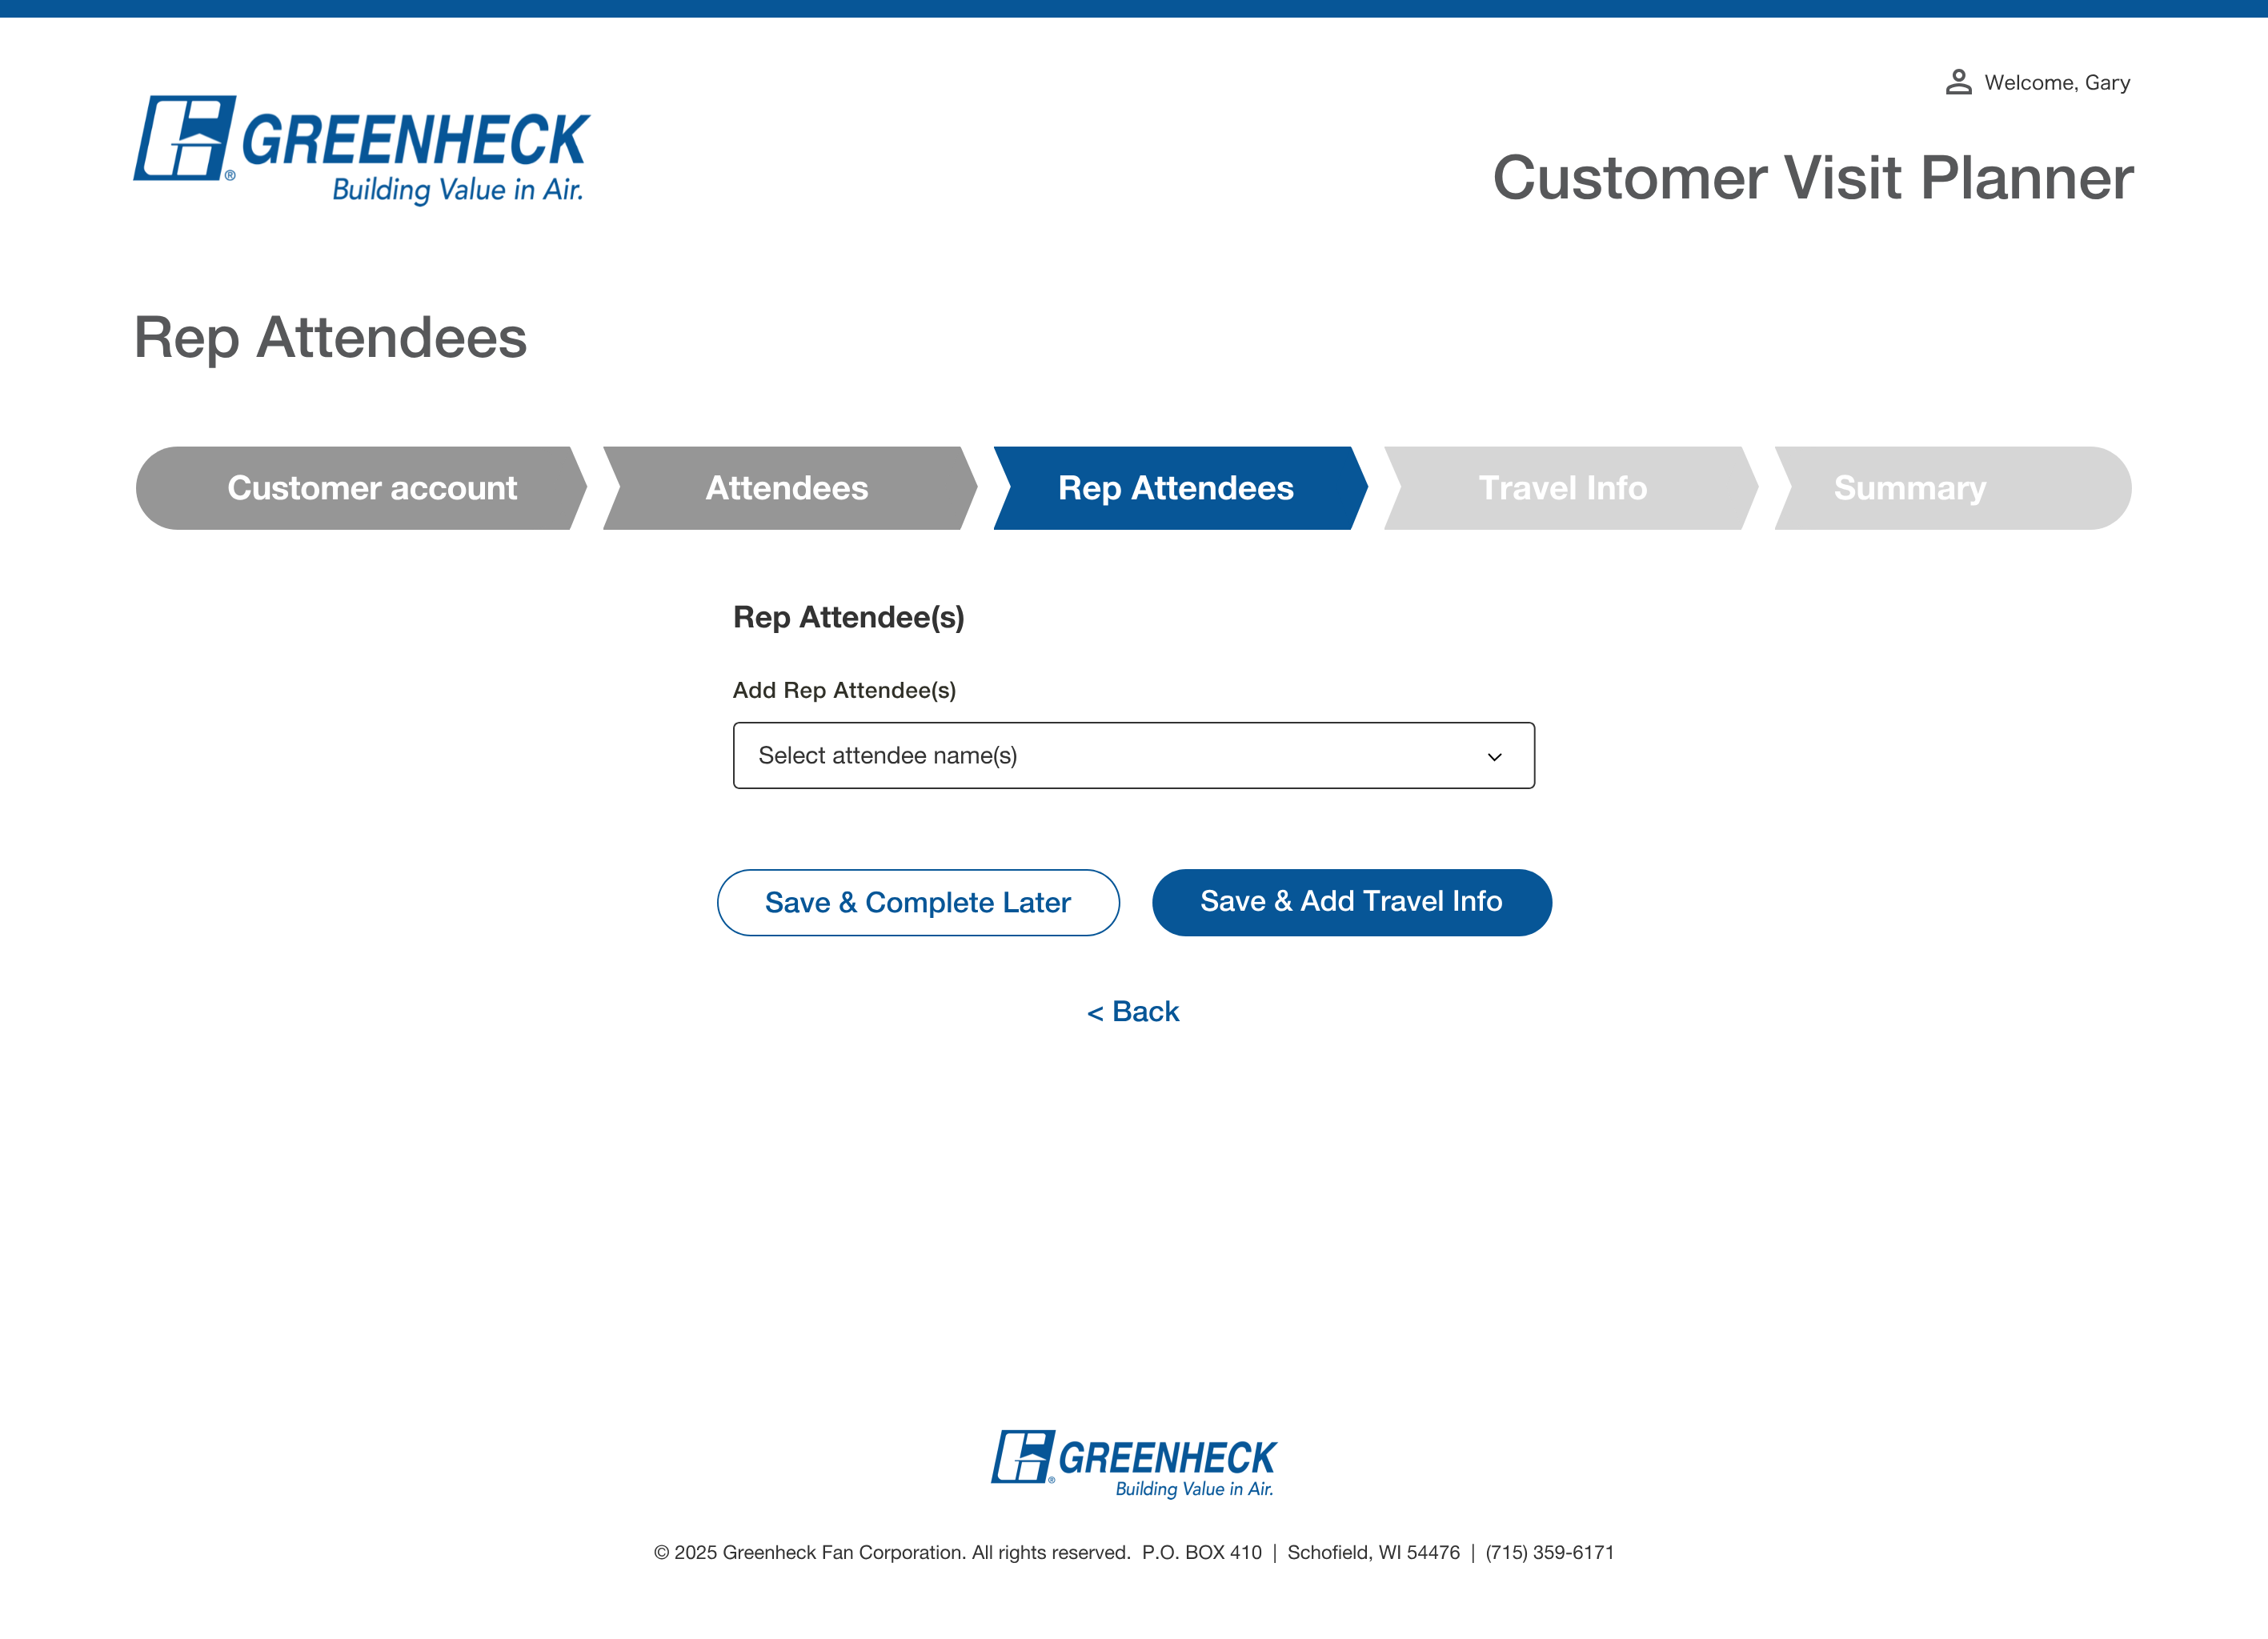 Welcome, Gary
GREENHECK
®
Building Value in Air.
Customer Visit Planner
Rep Attendees
Customer account
Attendees
Rep Attendees
Travel Info
Summary
Rep Attendee(s)
Add Rep Attendee(s)
Select attendee name(s)
Save & Complete Later
Save & Add Travel Info
< Back
GREENHECK
®
Building Value in Air.
© 2025 Greenheck Fan Corporation. All rights reserved. P.O. BOX 410 | Schofield, WI 54476 | (715) 359-6171